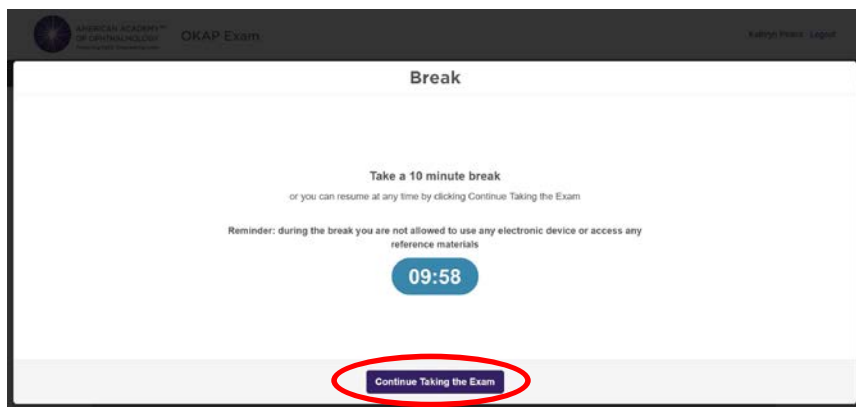 AMERICAN ACADEMY™
OF OPHTHALMOLOGY
OKAP Exam
Logout
Break
Take a 10 minute break
or you can resume at any time by clicking Continue Taking the Exam
Reminder: during the break you are not allowed to use any electronic device or access any
reference materials
09:58
Continue Taking the Exam